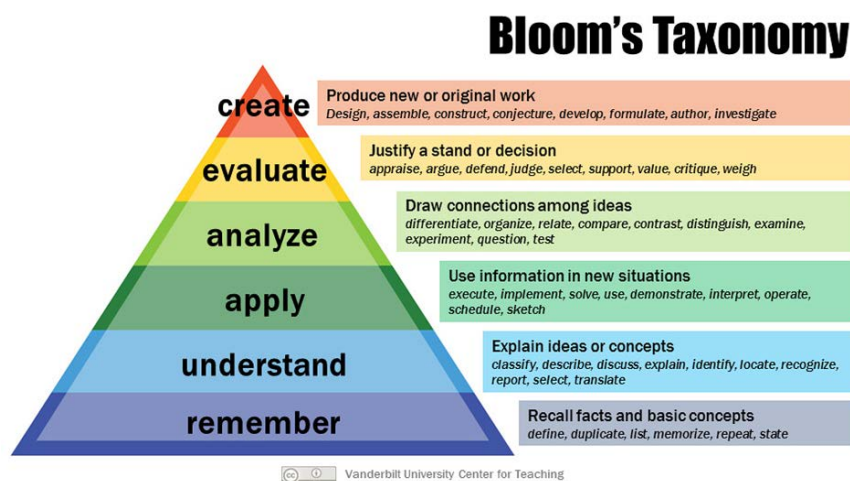 Bloom's Taxonomy
create
Produce new or original work
Design, assemble, construct, conjecture, develop, formulate, author, investigate
evaluate
Justify a stand or decision
appraise, argue, defend, judge, select, support, value, critique, weigh
analyze
Draw connections among ideas
differentiate, organize, relate, compare, contrast, distinguish, examine,
experiment, question, test
apply
Use information in new situations
execute, implement, solve, use, demonstrate, interpret, operate,
schedule, sketch
understand
Explain ideas or concepts
classify, describe, discuss, explain, identify, locate, recognize,
report, select, translate
remember
Recall facts and basic concepts
define, duplicate, list, memorize, repeat, state
cc Vanderbilt University Center for Teaching